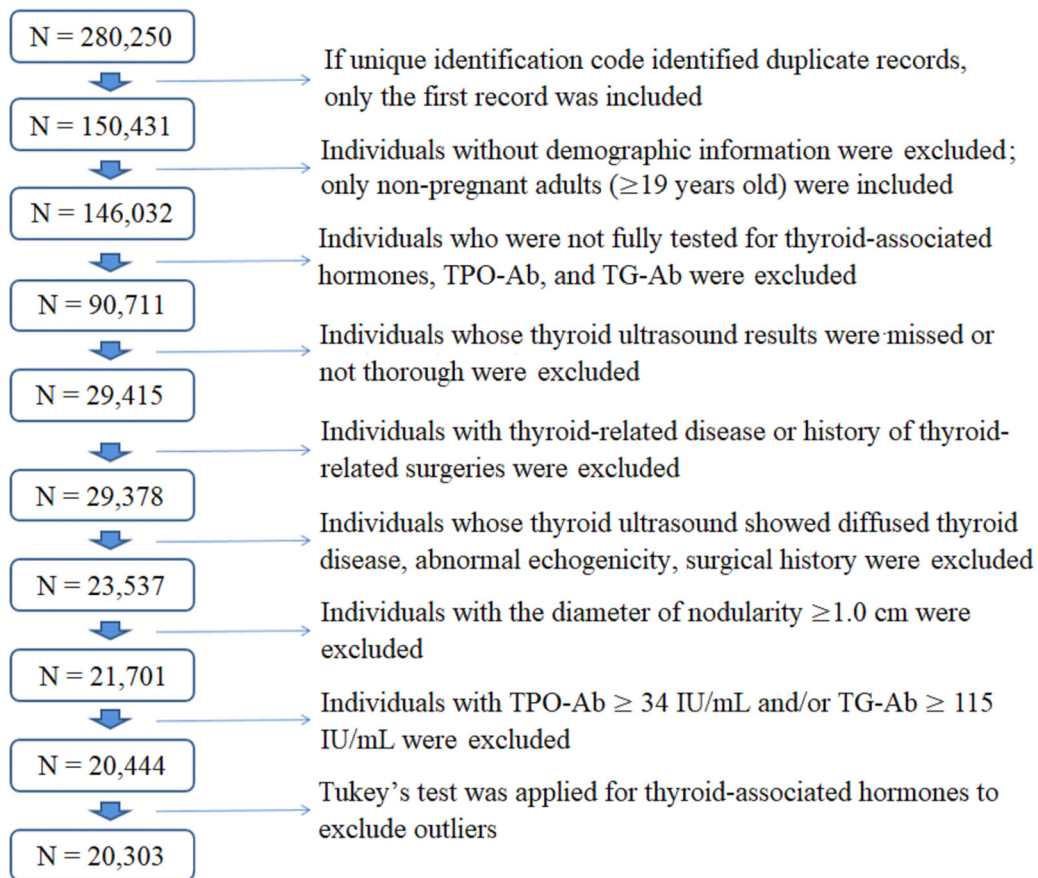 N = 280,250
If unique identification code identified duplicate records,
only the first record was included
N = 150,431
Individuals without demographic information were excluded;
only non-pregnant adults (≥19 years old) were included
N = 146,032
Individuals who were not fully tested for thyroid-associated
hormones, TPO-Ab, and TG-Ab were excluded
N = 90,711
Individuals whose thyroid ultrasound results were missed or
not thorough were excluded
N = 29,415
Individuals with thyroid-related disease or history of thyroid-
related surgeries were excluded
N = 29,378
Individuals whose thyroid ultrasound showed diffused thyroid
disease, abnormal echogenicity, surgical history were excluded
N = 23,537
Individuals with the diameter of nodularity ≥1.0 cm were
excluded
N = 21,701
Individuals with TPO-Ab ≥ 34 IU/mL and/or TG-Ab ≥ 115
IU/mL were excluded
N = 20,444
Tukey's test was applied for thyroid-associated hormones to
exclude outliers
N = 20,303